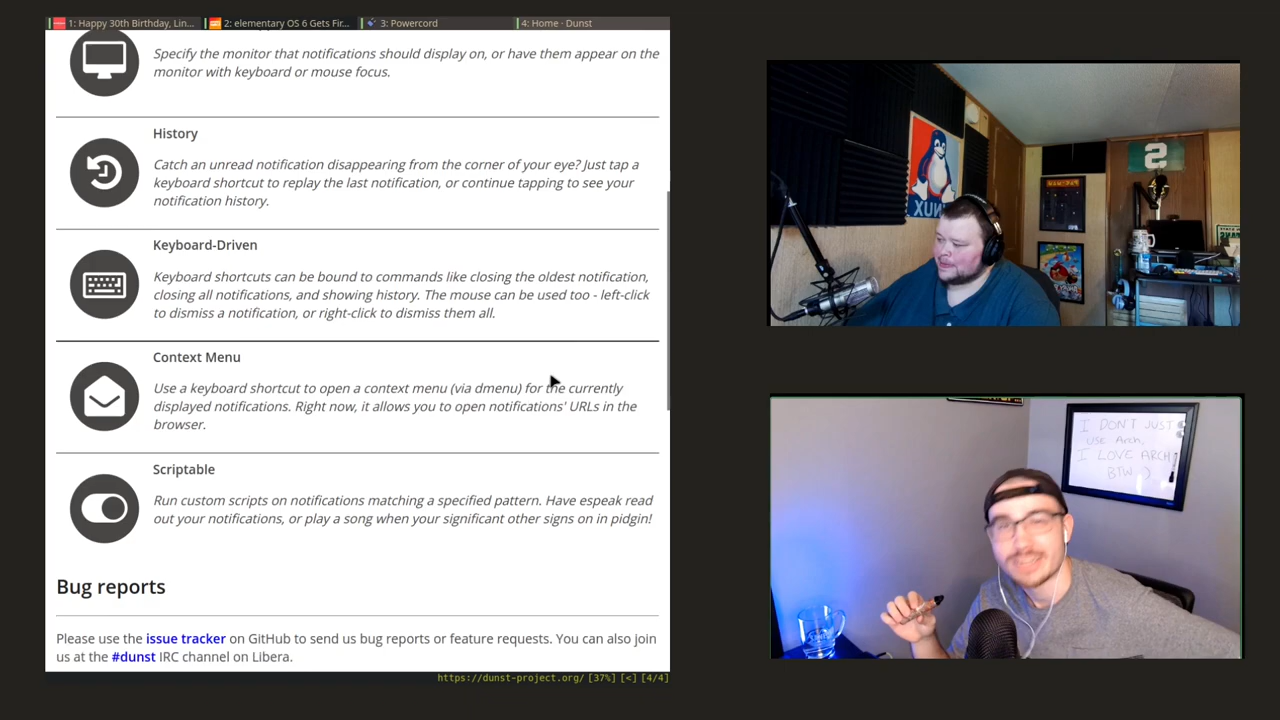 1: Happy 30th Birthday, Lin...
2: elementary OS 6 Gets Fir...
3: Powercord
4: Home · Dunst
Specify the monitor that notifications should display on, or have them appear on the
monitor with keyboard or mouse focus.
History
Catch an unread notification disappearing from the corner of your eye? Just tap a
keyboard shortcut to replay the last notification, or continue tapping to see your
notification history.
Keyboard-Driven
Keyboard shortcuts can be bound to commands like closing the oldest notification,
closing all notifications, and showing history. The mouse can be used too - left-click
to dismiss a notification, or right-click to dismiss them all.
Context Menu
Use a keyboard shortcut to open a context menu (via dmenu) for the currently
displayed notifications. Right now, it allows you to open notifications' URLs in the
browser.
Scriptable
Run custom scripts on notifications matching a specified pattern. Have espeak read
out your notifications, or play a song when your significant other signs on in pidgin!
Bug reports
Please use the issue tracker on GitHub to send us bug reports or feature requests. You can also join
us at the #dunst IRC channel on Libera.
https://dunst-project.org/ [37%] [<] [4/4]
S
I DON'T JUST
USE Arch,
I LOVE ARCH
BTW :)